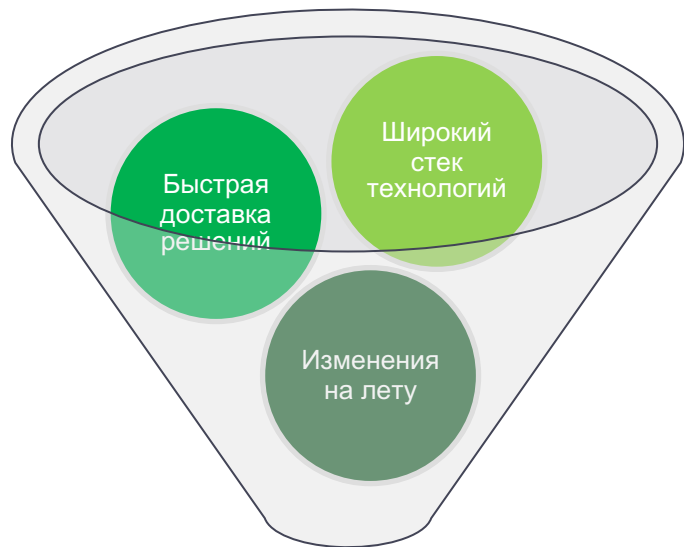 Широкий
стек
технологий
Быстрая
доставка
решений
Изменения
на лету